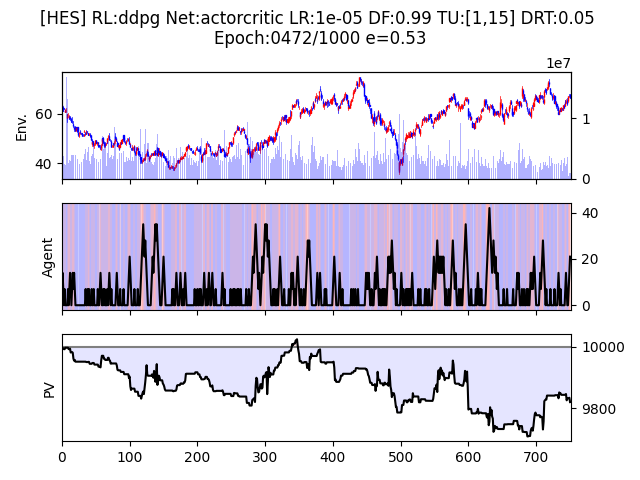 [HES] RL:ddpg Net:actorcritic LR:1e-05 DF:0.99 TU:[1,15] DRT:0.05
Epoch:0472/1000 e=0.53
1e7
Env.
60
40
1
0
Agent
40
20
0
PV
10000
9800
0 100 200 300 400 500 600 700